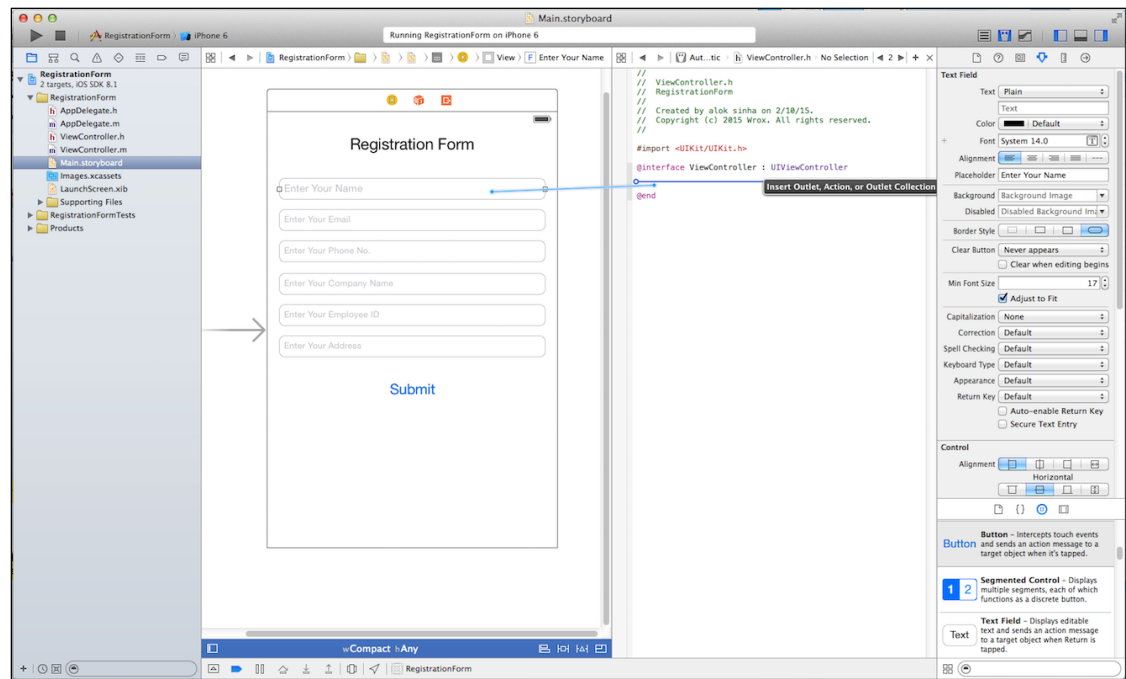 Main.storyboard
RegistrationForm iPhone 6
Running RegistrationForm on iPhone 6
RegistrationForm
2 targets, iOS SDK 8.1
RegistrationForm
h AppDelegate.h
m AppDelegate.m
h ViewController.h
m ViewController.m
Main.storyboard
Images.xcassets
LaunchScreen.xib
Supporting Files
RegistrationFormTests
Products
RegistrationForm View F Enter Your Name
Registration Form
Enter Your Name
Enter Your Email
Enter Your Phone No.
Enter Your Company Name
Enter Your Employee ID
Enter Your Address
Submit
wCompact hAny
RegistrationForm
Aut...tic h ViewController.h No Selection 2
//
// ViewController.h
// RegistrationForm
//
// Created by alok sinha on 2/10/15.
// Copyright (c) 2015 Wrox. All rights reserved.
//
#import <UIKit/UIKit.h>
@interface ViewController : UIViewController
Insert Outlet, Action, or Outlet Collection
@end
Text Field
Text Plain
Text
Color Default
Font System 14.0
Alignment
Placeholder Enter Your Name
Background Background Image
Disabled Disabled Background Im
Border Style
Clear Button Never appears
Clear when editing begins
Min Font Size 17
Adjust to Fit
Capitalization None
Correction Default
Spell Checking Default
Keyboard Type Default
Appearance Default
Return Key Default
Auto-enable Return Key
Secure Text Entry
Control
Alignment
Horizontal
Button Button – Intercepts touch events
and sends an action message to a
target object when it's tapped.
1 2 Segmented Control – Displays
multiple segments, each of which
functions as a discrete button.
Text Text Field – Displays editable
text and sends an action message
to a target object when Return is
tapped.